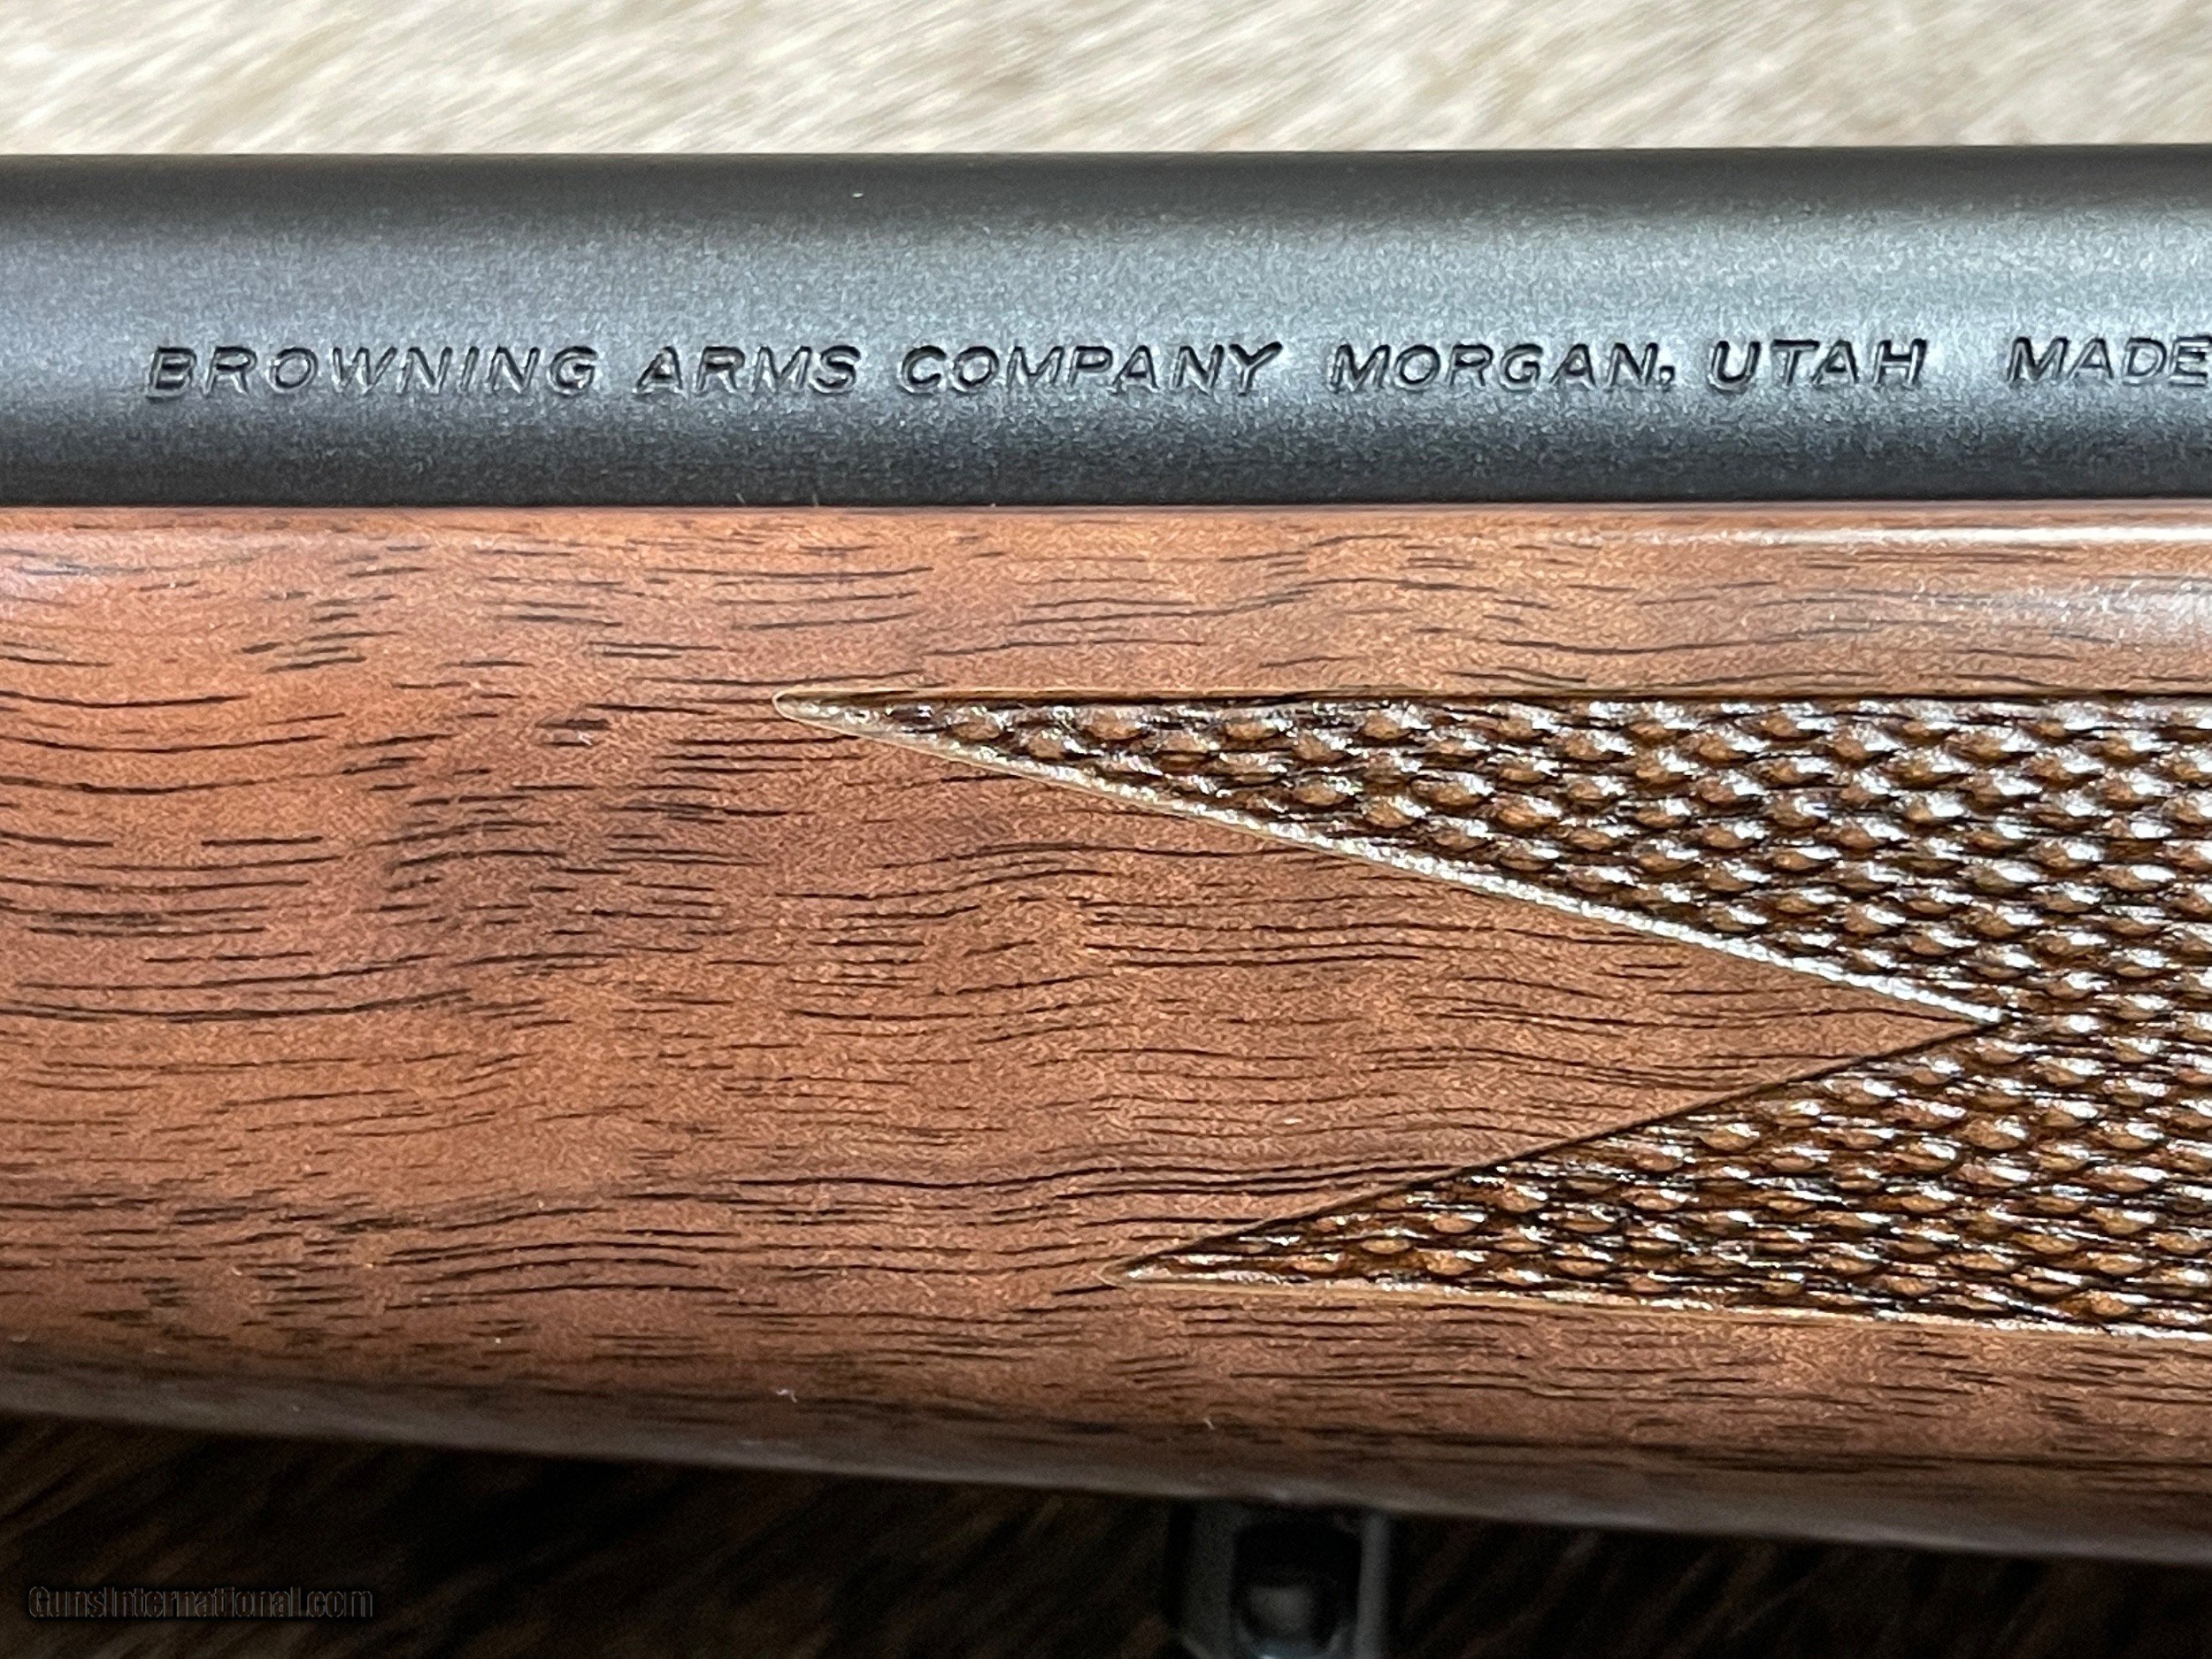 BROWNING ARMS COMPANY MORGAN, UTAH MADE
GunsInternational.com